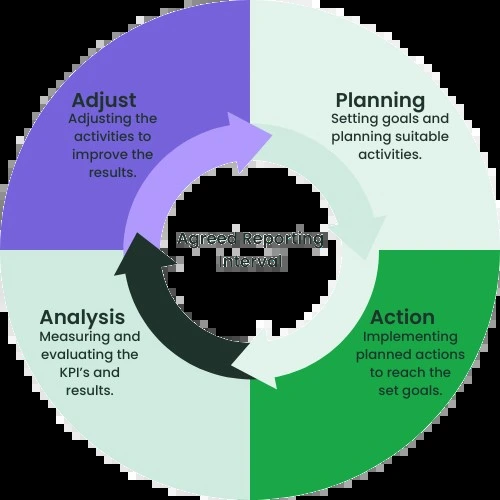 Adjust
Adjusting the
activities to
improve the
results.
Planning
Setting goals and
planning suitable
activities.
Agreed Reporting
Interval
Analysis
Measuring and
evaluating the
KPI's and
results.
Action
Implementing
planned actions
to reach the
set goals.